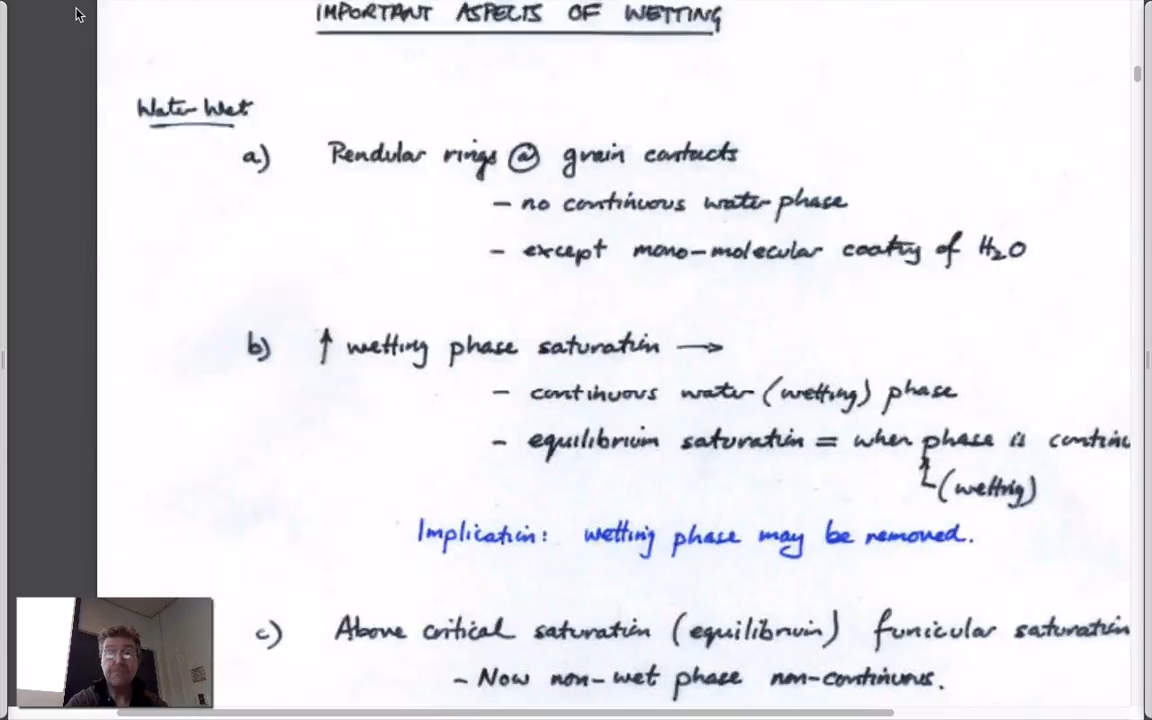 IMPORTANT ASPECTS OF WETTING
Water-Wet
a) Pendular rings @ grain contacts
- no continuous water phase
- except mono-molecular coating of H₂O
b) ↑ wetting phase saturation →
- continuous water (wetting) phase
- equilibrium saturation = when phase is continu
(wetting)
Implication: wetting phase may be removed.
c) Above critical saturation (equilibrium) funicular saturation
- Now non-wet phase non-continuous.